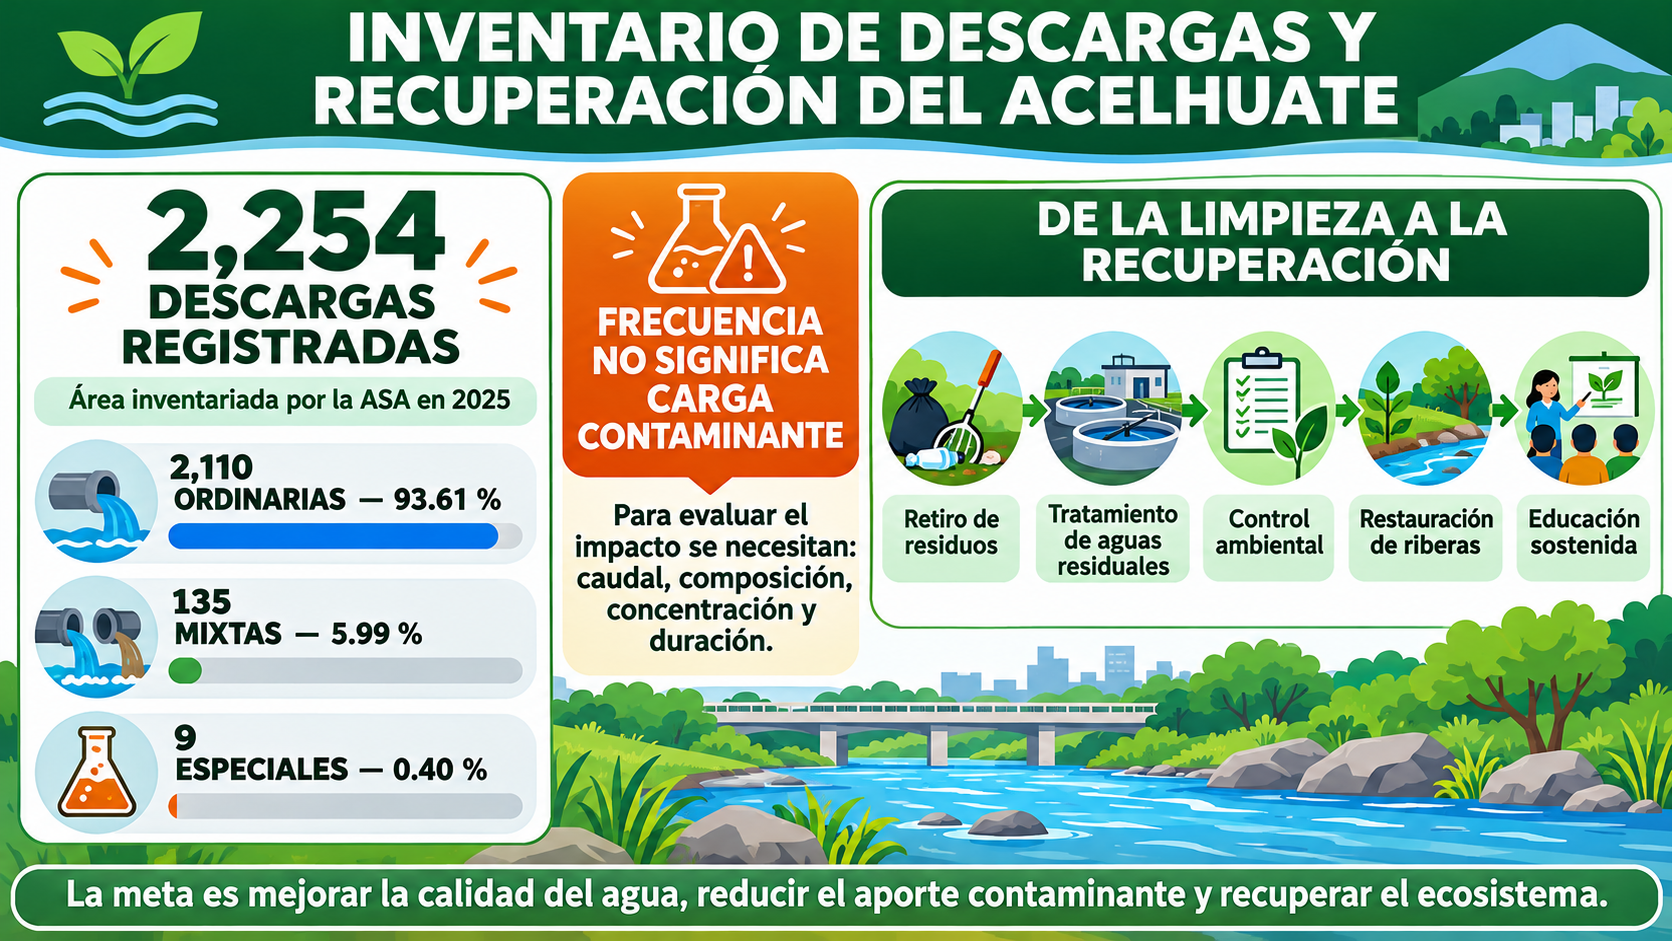 INVENTARIO DE DESCARGAS Y
RECUPERACIÓN DEL ACELHUATE
2,254
DESCARGAS
REGISTRADAS
Área inventariada por la ASA en 2025
2,110
ORDINARIAS — 93.61 %
135
MIXTAS — 5.99 %
9
ESPECIALES — 0.40 %
FRECUENCIA
NO SIGNIFICA
CARGA
CONTAMINANTE
Para evaluar el
impacto se necesitan:
caudal, composición,
concentración y
duración.
DE LA LIMPIEZA A LA
RECUPERACIÓN
Retiro de
residuos
Tratamiento
de aguas
residuales
Control
ambiental
Restauración
de riberas
Educación
sostenida
La meta es mejorar la calidad del agua, reducir el aporte contaminante y recuperar el ecosistema.